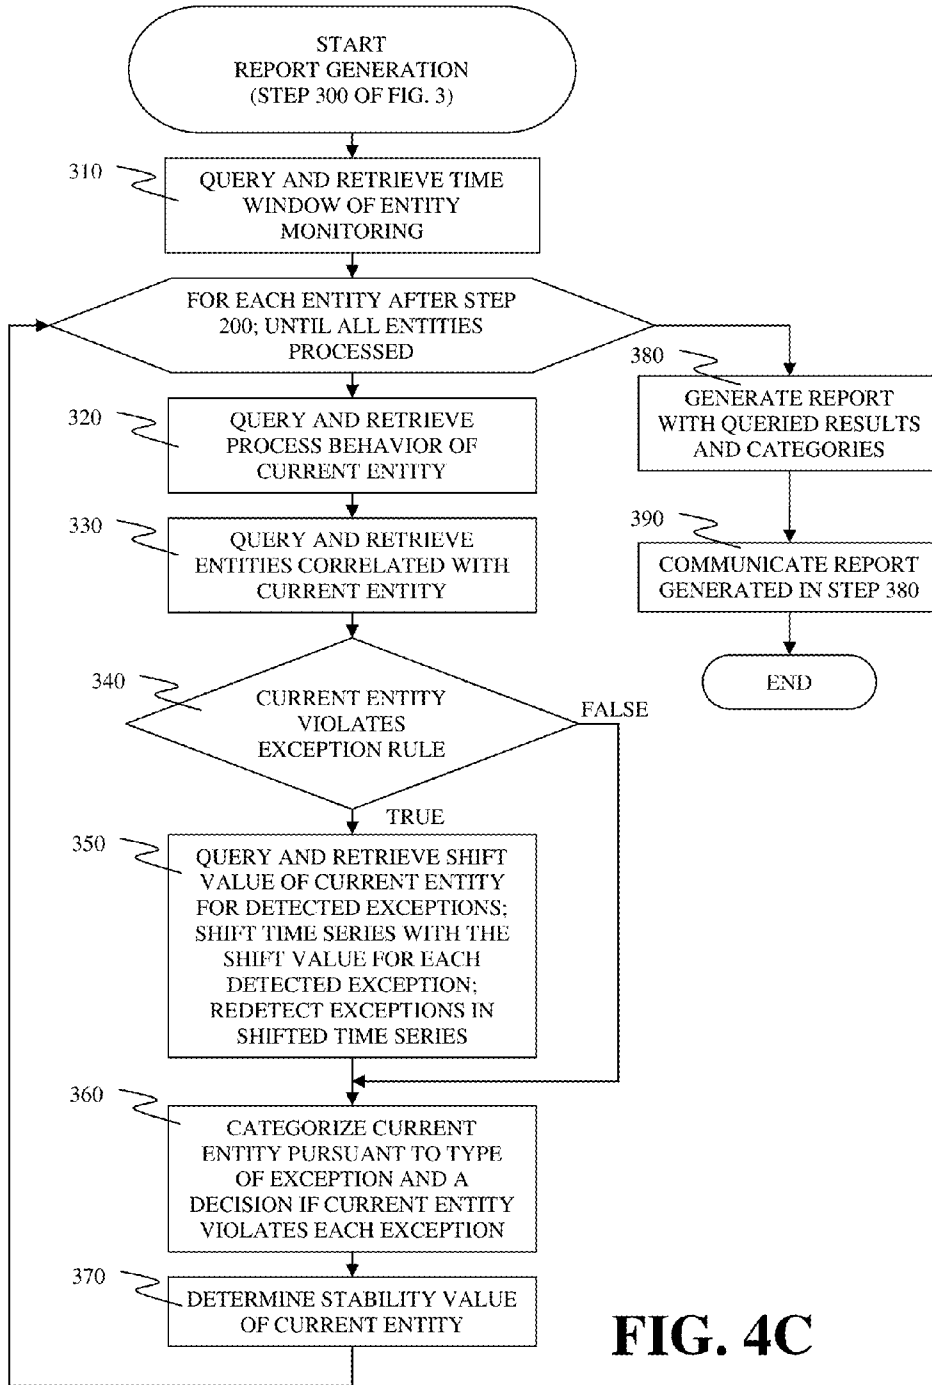 START
REPORT GENERATION
(STEP 300 OF FIG. 3)
310
QUERY AND RETRIEVE TIME
WINDOW OF ENTITY
MONITORING
FOR EACH ENTITY AFTER STEP
200; UNTIL ALL ENTITIES
PROCESSED
320
QUERY AND RETRIEVE
PROCESS BEHAVIOR OF
CURRENT ENTITY
330
QUERY AND RETRIEVE
ENTITIES CORRELATED WITH
CURRENT ENTITY
340
CURRENT ENTITY
VIOLATES
EXCEPTION RULE
FALSE
TRUE
350
QUERY AND RETRIEVE SHIFT
VALUE OF CURRENT ENTITY
FOR DETECTED EXCEPTIONS;
SHIFT TIME SERIES WITH THE
SHIFT VALUE FOR EACH
DETECTED EXCEPTION;
REDETECT EXCEPTIONS IN
SHIFTED TIME SERIES
360
CATEGORIZE CURRENT
ENTITY PURSUANT TO TYPE
OF EXCEPTION AND A
DECISION IF CURRENT ENTITY
VIOLATES EACH EXCEPTION
370
DETERMINE STABILITY VALUE
OF CURRENT ENTITY
380
GENERATE REPORT
WITH QUERIED RESULTS
AND CATEGORIES
390
COMMUNICATE REPORT
GENERATED IN STEP 380
END
FIG. 4C